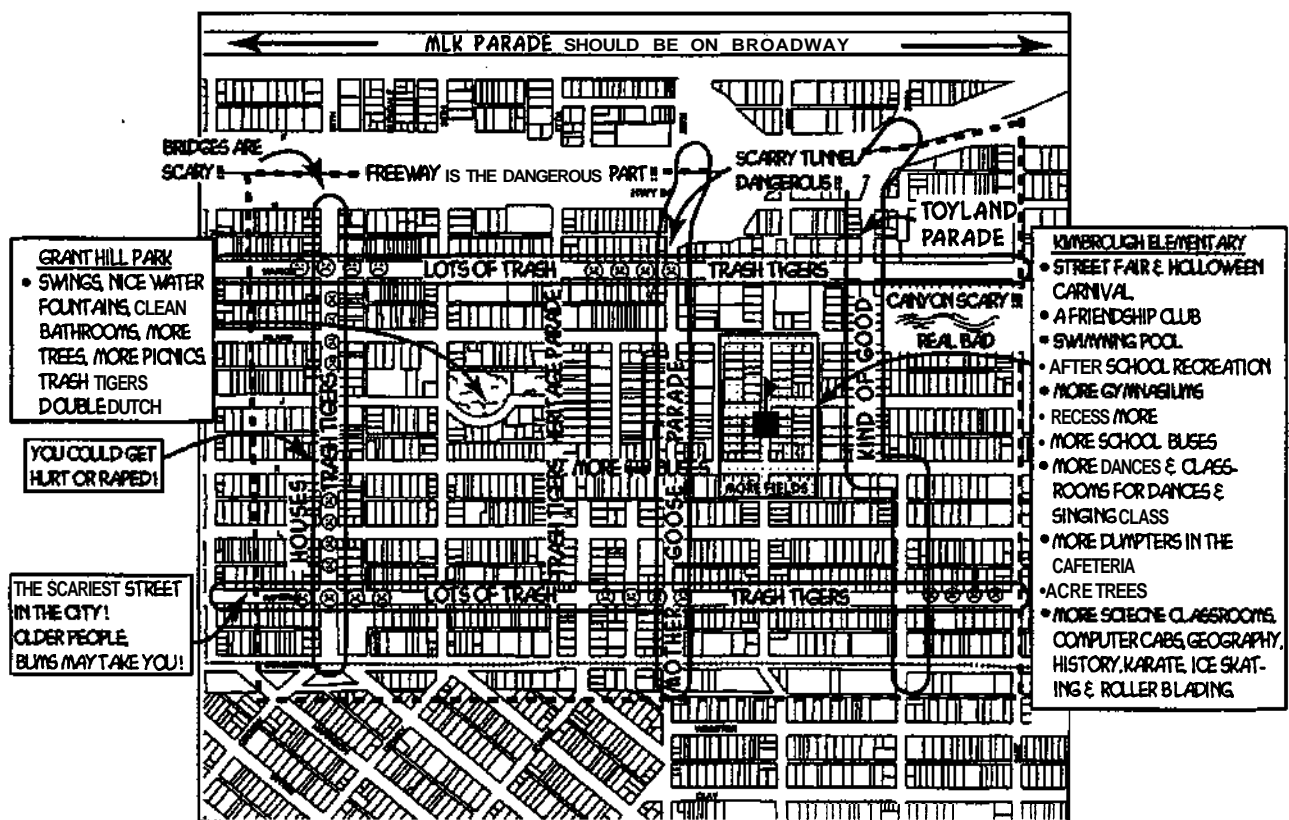 MLK PARADE SHOULD BE ON BROADWAY
BRIDGES ARE
SCARY !!
FREEWAY IS THE DANGEROUS PART !!
SCARRY TUNNEL
DANGEROUS !!
?
TOYLAND
PARADE
GRANT HILL PARK
• SWINGS, NICE WATER
FOUNTAINS, CLEAN
BATHROOMS, MORE
TREES, MORE PICNICS
TRASH TIGERS
DOUBLE DUTCH
LOTS OF TRASH
TRASH TIGERS
CANYON SCARY !!!
REAL BAD
KIMBROUGH ELEMENTARY
• STREET FAIR & HOLLOWEEN
CARNIVAL
• A FRIENDSHIP CLUB
• SWIMMING POOL
• AFTER SCHOOL RECREATION
• MORE GYMNASIUMS
• RECESS MORE
• MORE SCHOOL BUSES
• MORE DANCES & CLASS-
ROOMS FOR DANCES &
SINGING CLASS
• MORE DUMPTERS IN THE
CAFETERIA
• ACRE TREES
• MORE SCIECNE CLASSROOMS,
COMPUTER CABS, GEOGRAPHY,
HISTORY, KARATE, ICE SKAT-
ING & ROLLER BLADING
YOU COULD GET
HURT OR RAPED!
HOUSES
TRASH TIGERS
TRASH TIGERS HERITAGE PARADE
MOTHER GOOSE PARADE
KIND OF GOOD
MORE
MORE FIELDS
THE SCARIEST STREET
IN THE CITY!
OLDER PEOPLE,
BUMS MAY TAKE YOU!
LOTS OF TRASH
TRASH TIGERS
CLAY